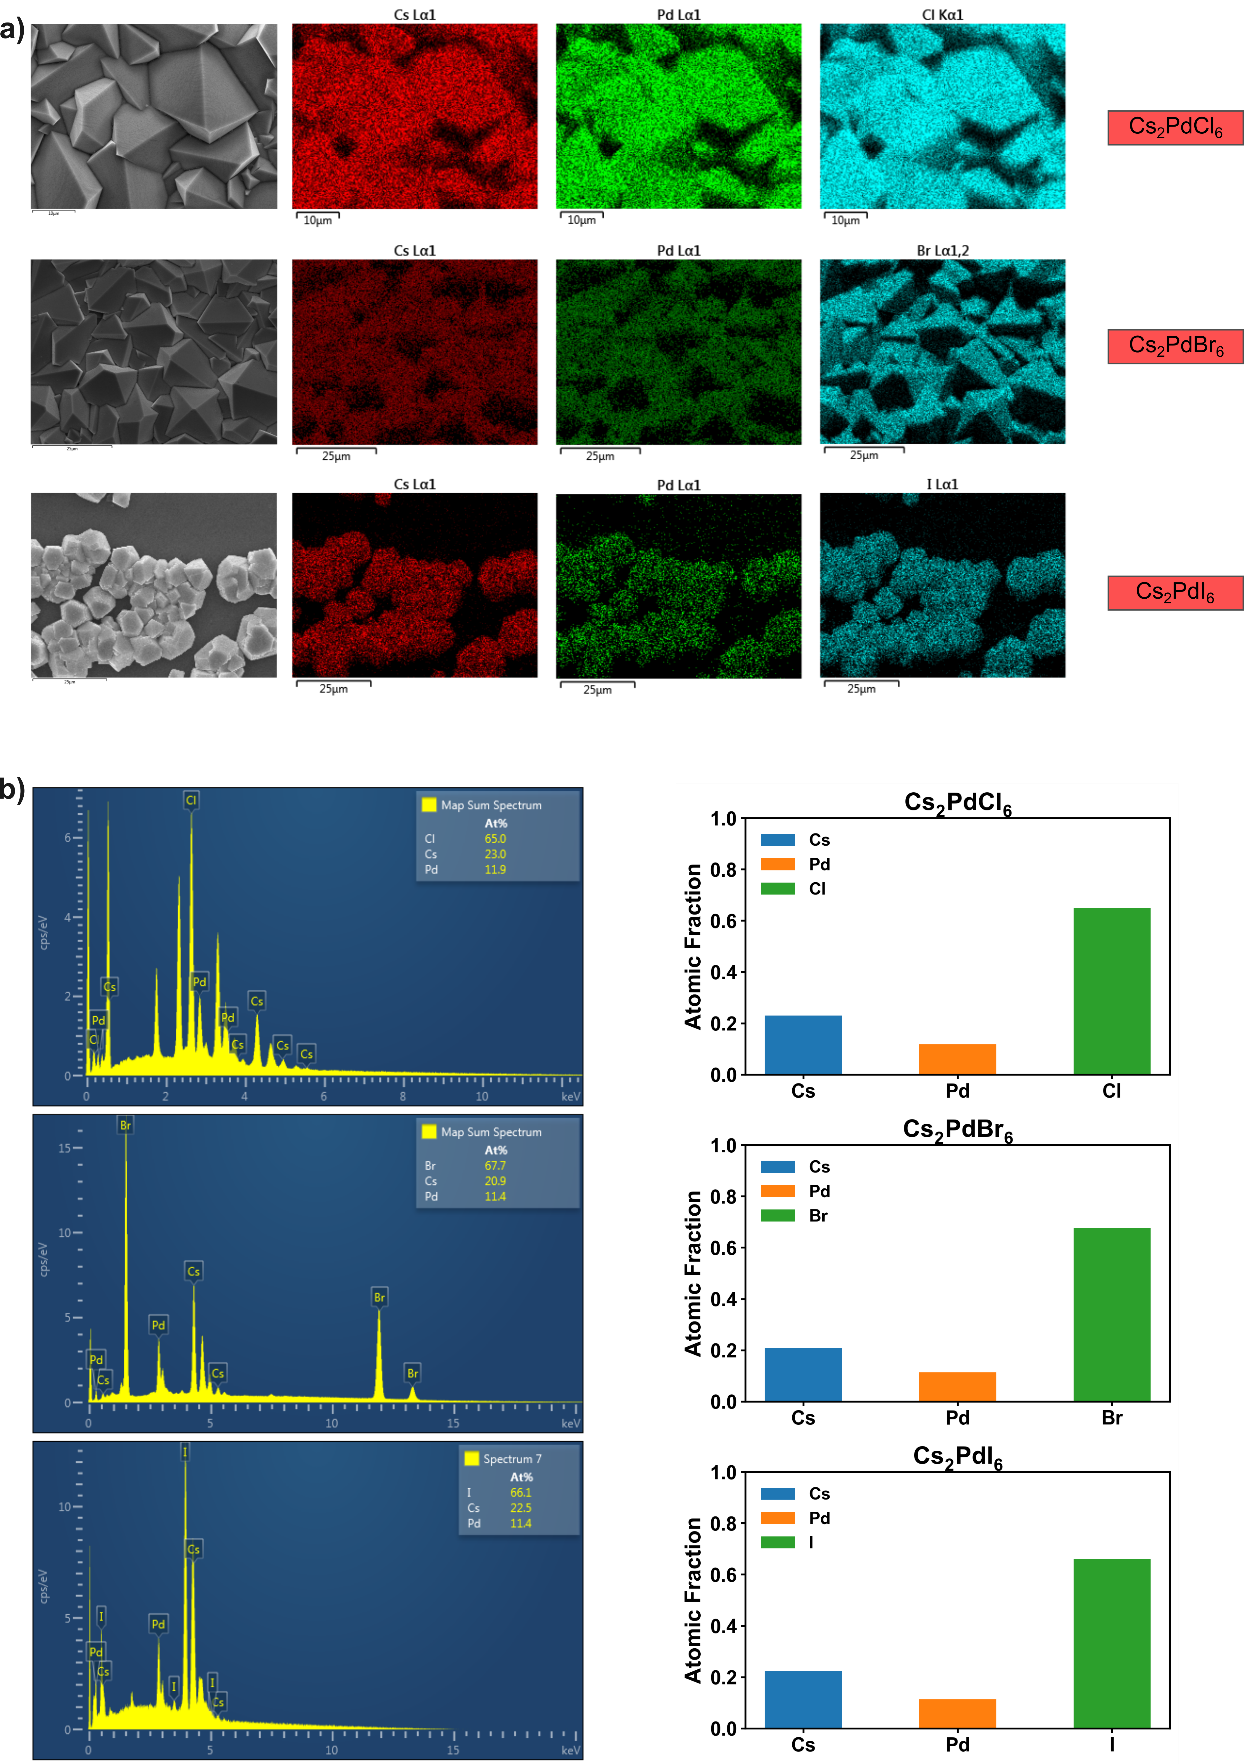 a)
Cs Lα1
Pd Lα1
Cl Kα1
10µm
10µm
10µm
10µm
Cs₂PdCl₆
Cs Lα1
Pd Lα1
Br Lα1,2
25µm
25µm
25µm
25µm
Cs₂PdBr₆
Cs Lα1
Pd Lα1
I Lα1
25µm
25µm
25µm
25µm
Cs₂PdI₆
b)
Map Sum Spectrum
At%
Cl 65.0
Cs 23.0
Pd 11.9
cps/eV
6
4
2
0
Cl
Pd
Cs
Cl
Pd
Pd
Cs
Cs
Cs
Cs
0 2 4 6 8 10 keV
Cs₂PdCl₆
Atomic Fraction
1.0
0.8
0.6
0.4
0.2
0.0
Cs
Pd
Cl
Cs Pd Cl
Map Sum Spectrum
At%
Br 67.7
Cs 20.9
Pd 11.4
cps/eV
15
10
5
0
Pd
Cs
Br
Pd
Cs
Cs
Br
Br
0 5 10 15 keV
Cs₂PdBr₆
Atomic Fraction
1.0
0.8
0.6
0.4
0.2
0.0
Cs
Pd
Br
Cs Pd Br
Spectrum 7
At%
I 66.1
Cs 22.5
Pd 11.4
cps/eV
10
5
0
Pd
I
Cs
Pd
I
I
Cs
I
Cs
0 5 10 15 keV
Cs₂PdI₆
Atomic Fraction
1.0
0.8
0.6
0.4
0.2
0.0
Cs
Pd
I
Cs Pd I